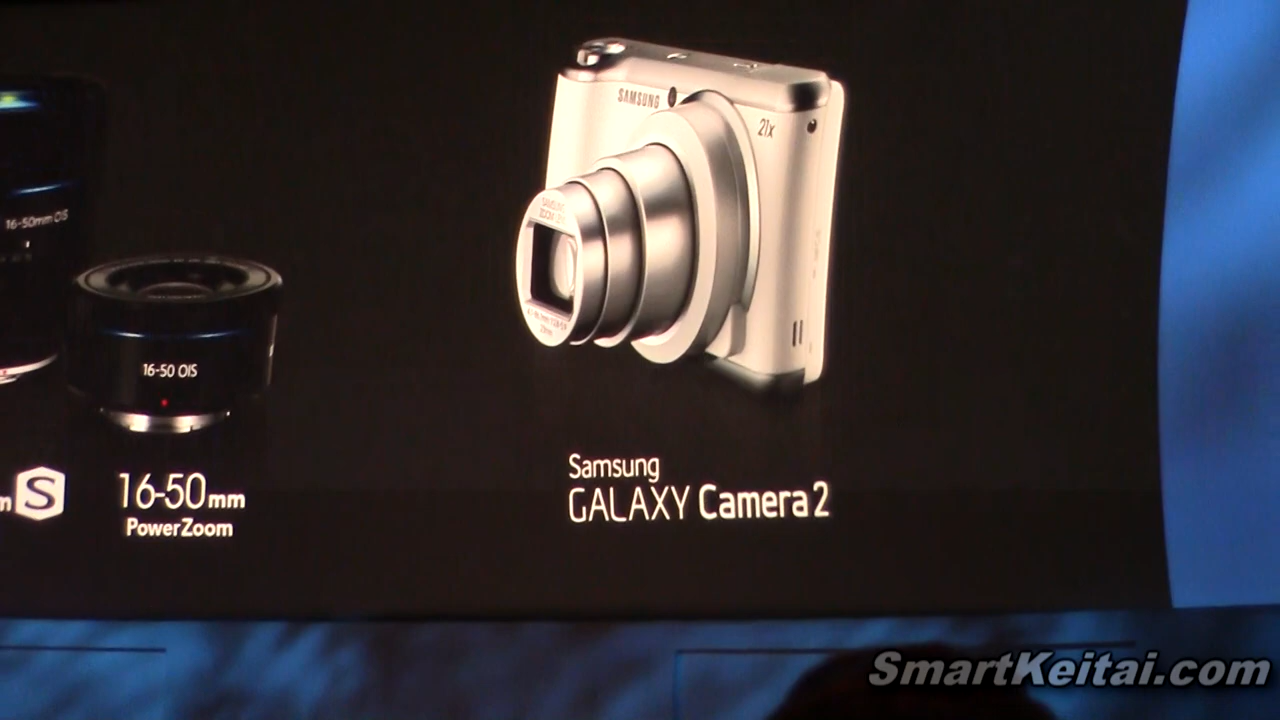 SAMSUNG
21x
16-50mm OIS
16-50 OIS
S
16-50mm
PowerZoom
Samsung
GALAXY Camera 2
SmartKeitai.com